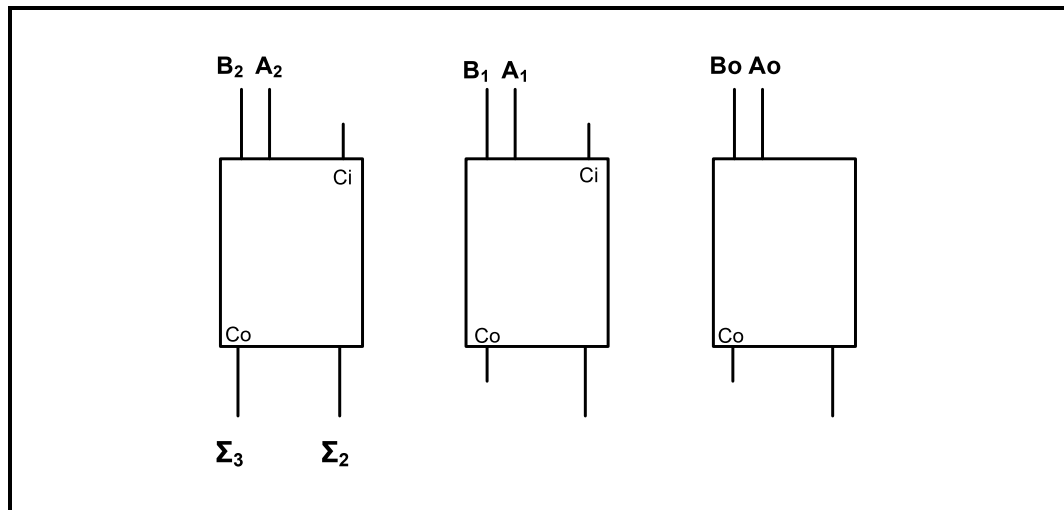 B₂ A₂
B₁ A₁
Bo Ao
Ci
Ci
Co
Co
Co
Σ₃ Σ₂